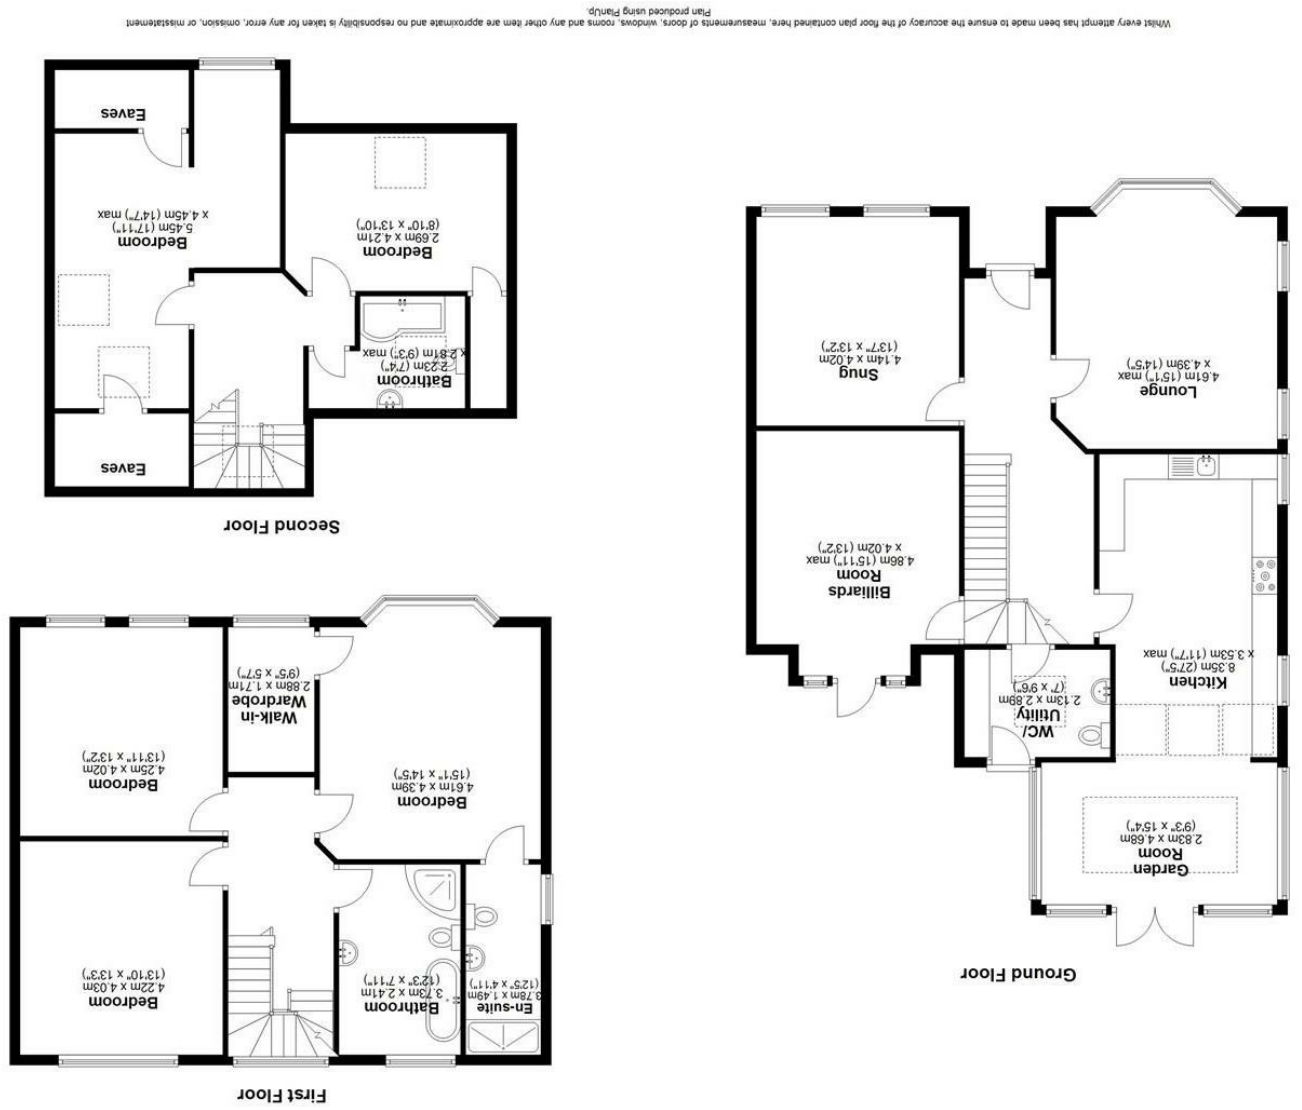 Ground Floor
Garden
Room
2.83m x 4.68m
(9'3" x 15'4")
WC/
Utility
2.13m x 2.89m
(7' x 9'6")
Kitchen
8.35m (27'5")
x 3.53m (11'7") max
Billiards
Room
4.86m (15'11") max
x 4.02m (13'2")
Lounge
4.61m (15'1") max
x 4.39m (14'5")
Snug
4.14m x 4.02m
(13'7" x 13'2")
First Floor
En-suite
3.78m x 1.49m
(12'5" x 4'11")
Bathroom
3.73m x 2.41m
(12'3" x 7'11")
Bedroom
4.22m x 4.03m
(13'10" x 13'3")
Bedroom
4.61m x 4.39m
(15'1" x 14'5")
Bedroom
4.25m x 4.02m
(13'11" x 13'2")
Walk-in
Wardrobe
2.88m x 1.71m
(9'5" x 5'7")
Second Floor
Eaves
Bathroom
2.23m (7'4")
x 2.81m (9'3") max
Bedroom
2.69m x 4.21m
(8'10" x 13'10")
Bedroom
5.45m (17'11")
x 4.45m (14'7") max
Eaves
Whilst every attempt has been made to ensure the accuracy of the floor plan contained here, measurements of doors, windows, rooms and any other item are approximate and no responsibility is taken for any error, omission, or misstatement
Plan produced using PlanUp.